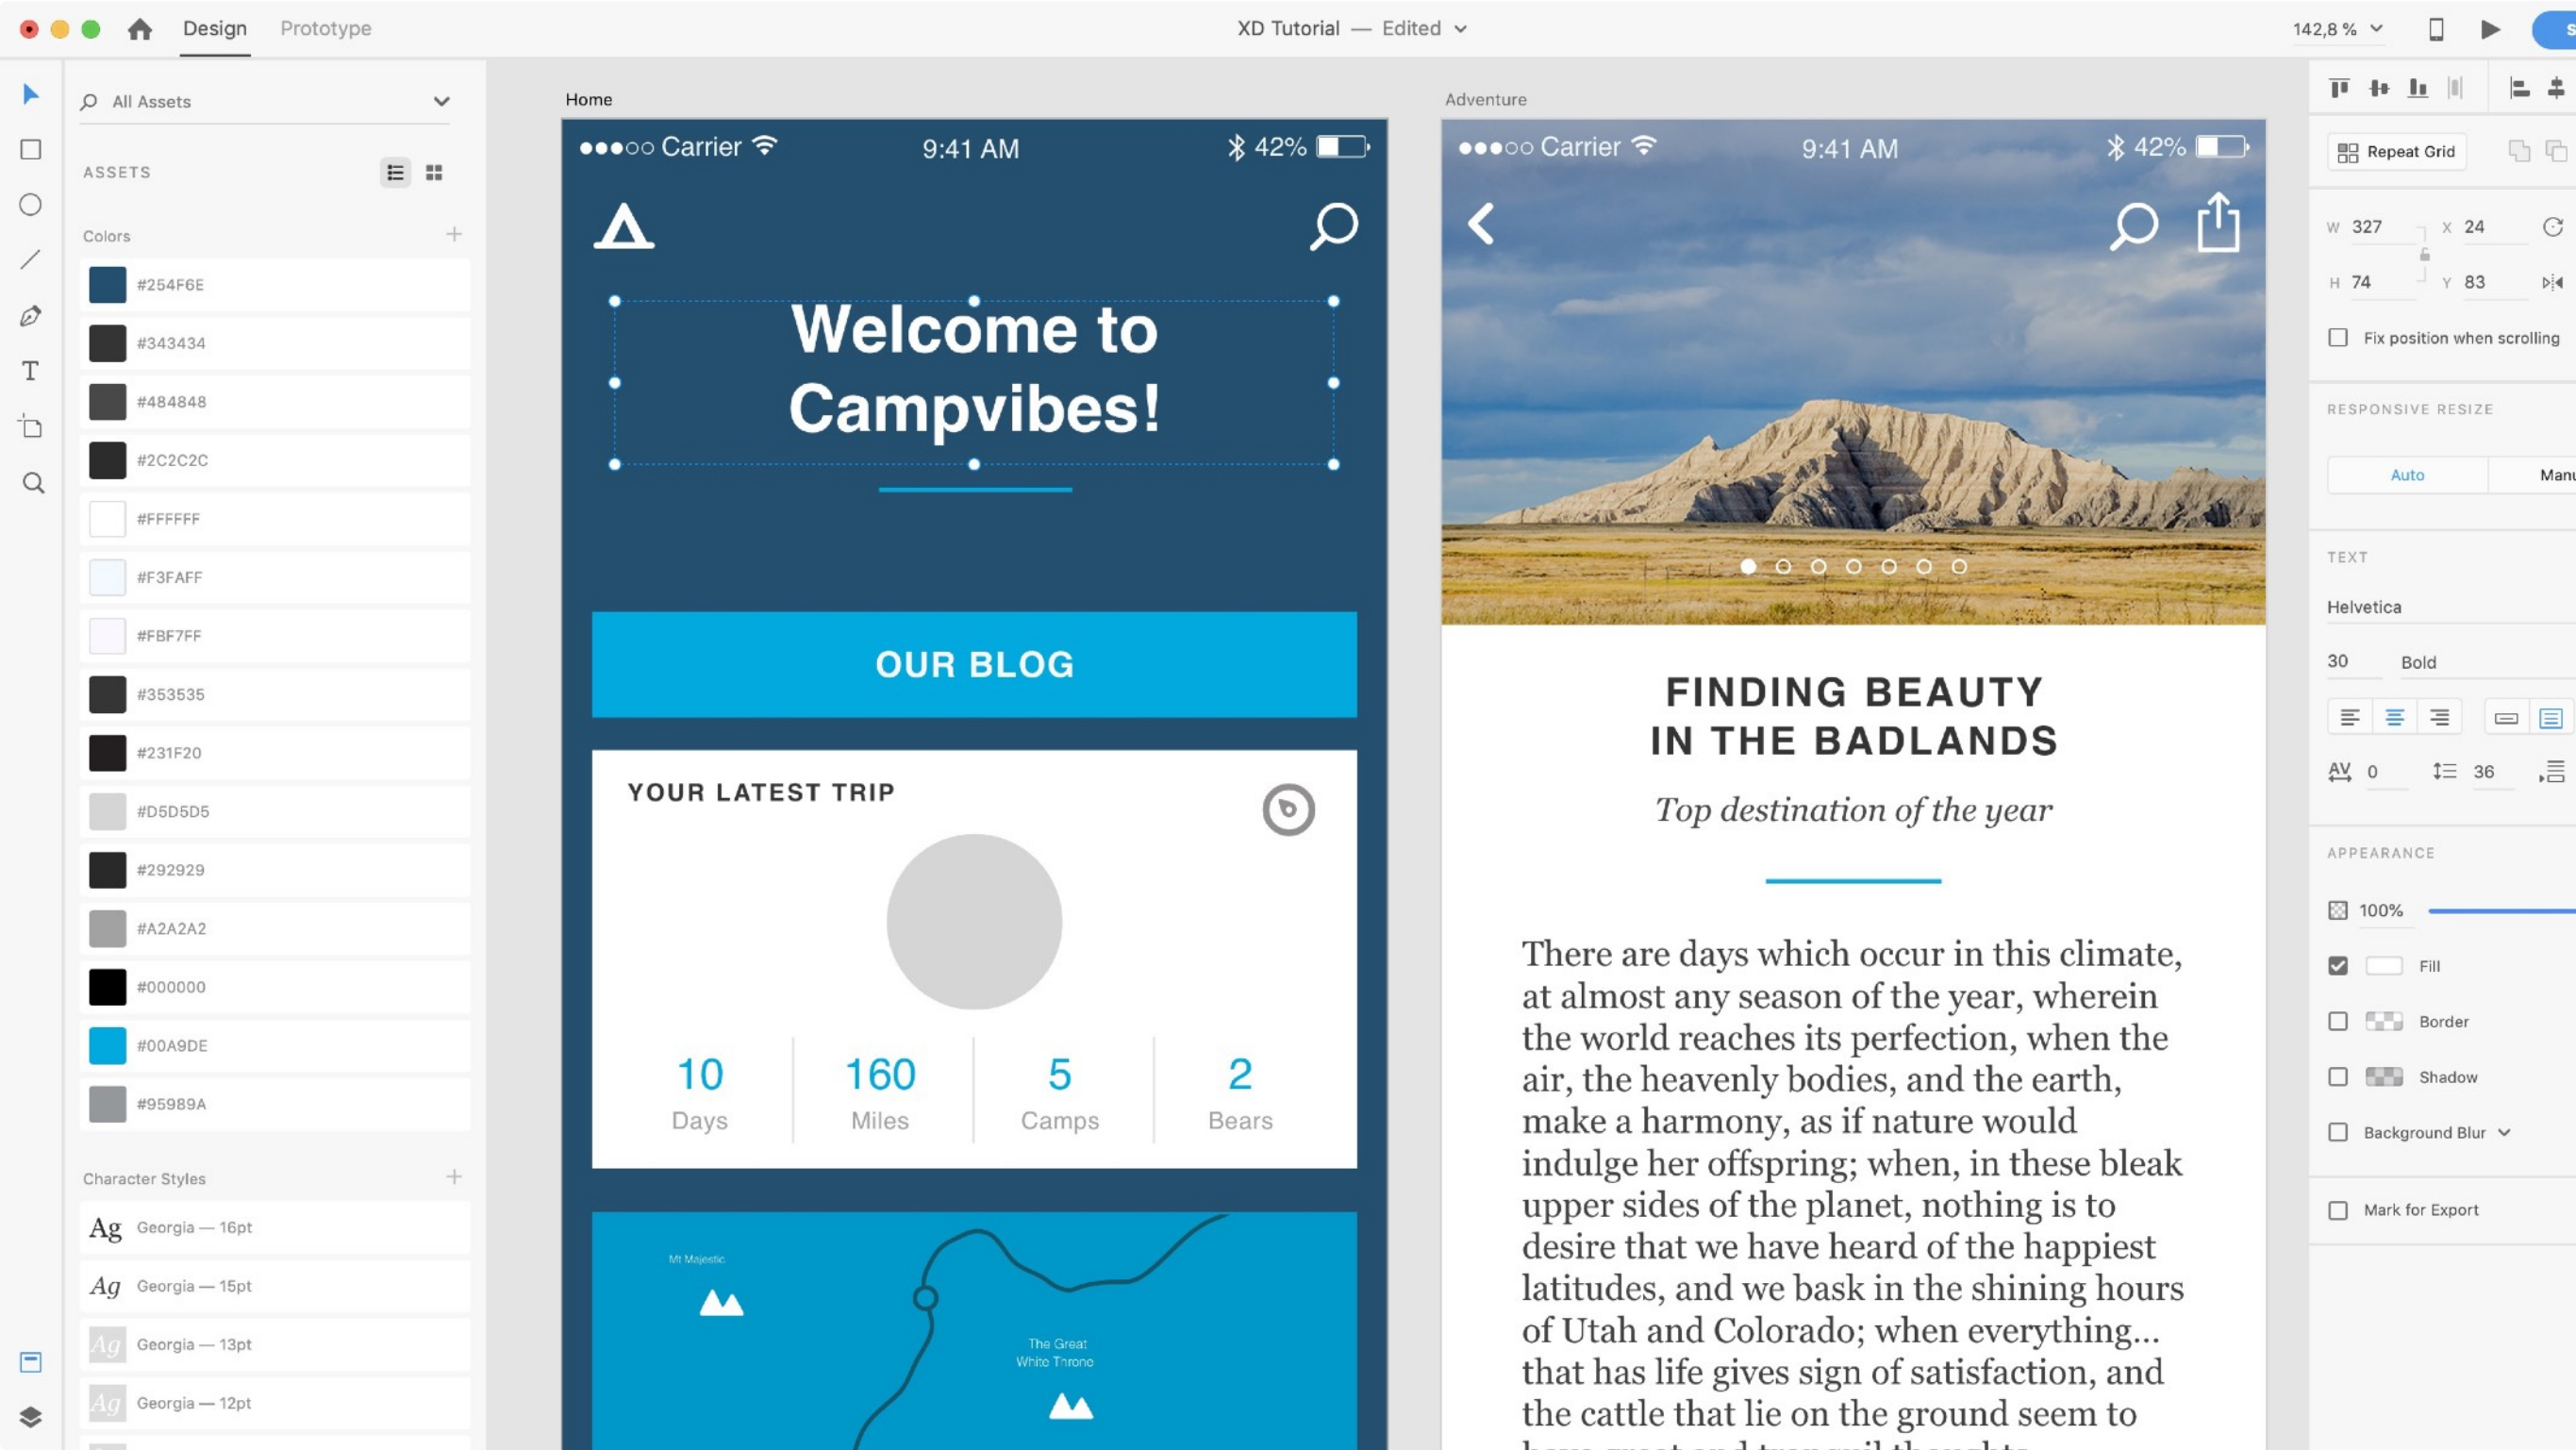 Design
Prototype
XD Tutorial — Edited
142,8 %
All Assets
ASSETS
Colors
#254F6E
#343434
#484848
#2C2C2C
#FFFFFF
#F3FAFF
#FBF7FF
#353535
#231F20
#D5D5D5
#292929
#A2A2A2
#000000
#00A9DE
#95989A
Character Styles
Ag Georgia — 16pt
Ag Georgia — 15pt
Ag Georgia — 13pt
Ag Georgia — 12pt
Home
Carrier 9:41 AM 42%
Welcome to
Campvibes!
OUR BLOG
YOUR LATEST TRIP
10 160 5 2
Days Miles Camps Bears
Mt Majestic
The Great
White Throne
Adventure
Carrier 9:41 AM 42%
FINDING BEAUTY
IN THE BADLANDS
Top destination of the year
There are days which occur in this climate,
at almost any season of the year, wherein
the world reaches its perfection, when the
air, the heavenly bodies, and the earth,
make a harmony, as if nature would
indulge her offspring; when, in these bleak
upper sides of the planet, nothing is to
desire that we have heard of the happiest
latitudes, and we bask in the shining hours
of Utah and Colorado; when everything...
that has life gives sign of satisfaction, and
the cattle that lie on the ground seem to
Repeat Grid
W 327 X 24
H 74 Y 83
Fix position when scrolling
RESPONSIVE RESIZE
Auto
TEXT
Helvetica
30 Bold
AV 0 36
APPEARANCE
100%
Fill
Border
Shadow
Background Blur
Mark for Export